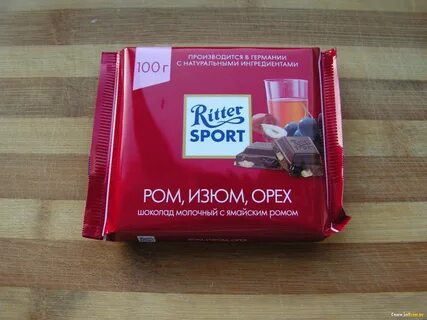 100 г
ПРОИЗВОДИТСЯ В ГЕРМАНИИ
С НАТУРАЛЬНЫМИ ИНГРЕДИЕНТАМИ
Ritter
SPORT
РОМ, ИЗЮМ, ОРЕХ
ШОКОЛАД МОЛОЧНЫЙ С ЯМАЙСКИМ РОМОМ